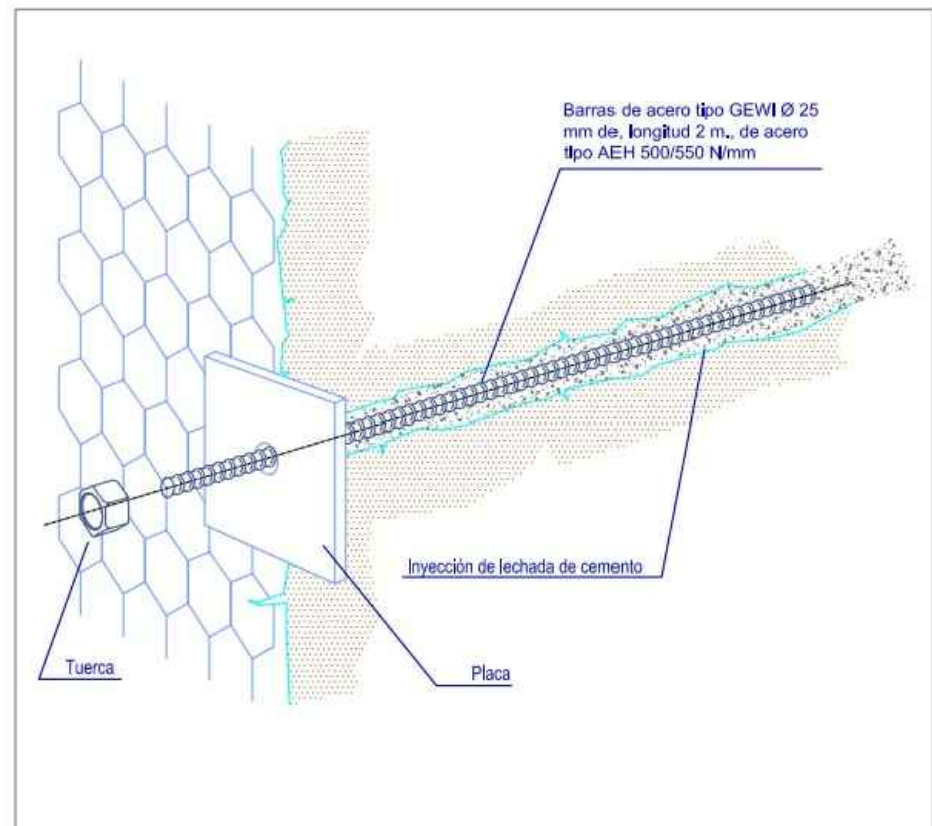 Barras de acero tipo GEWI Ø 25
mm de, longitud 2 m., de acero
tipo AEH 500/550 N/mm
Inyección de lechada de cemento
Tuerca
Placa